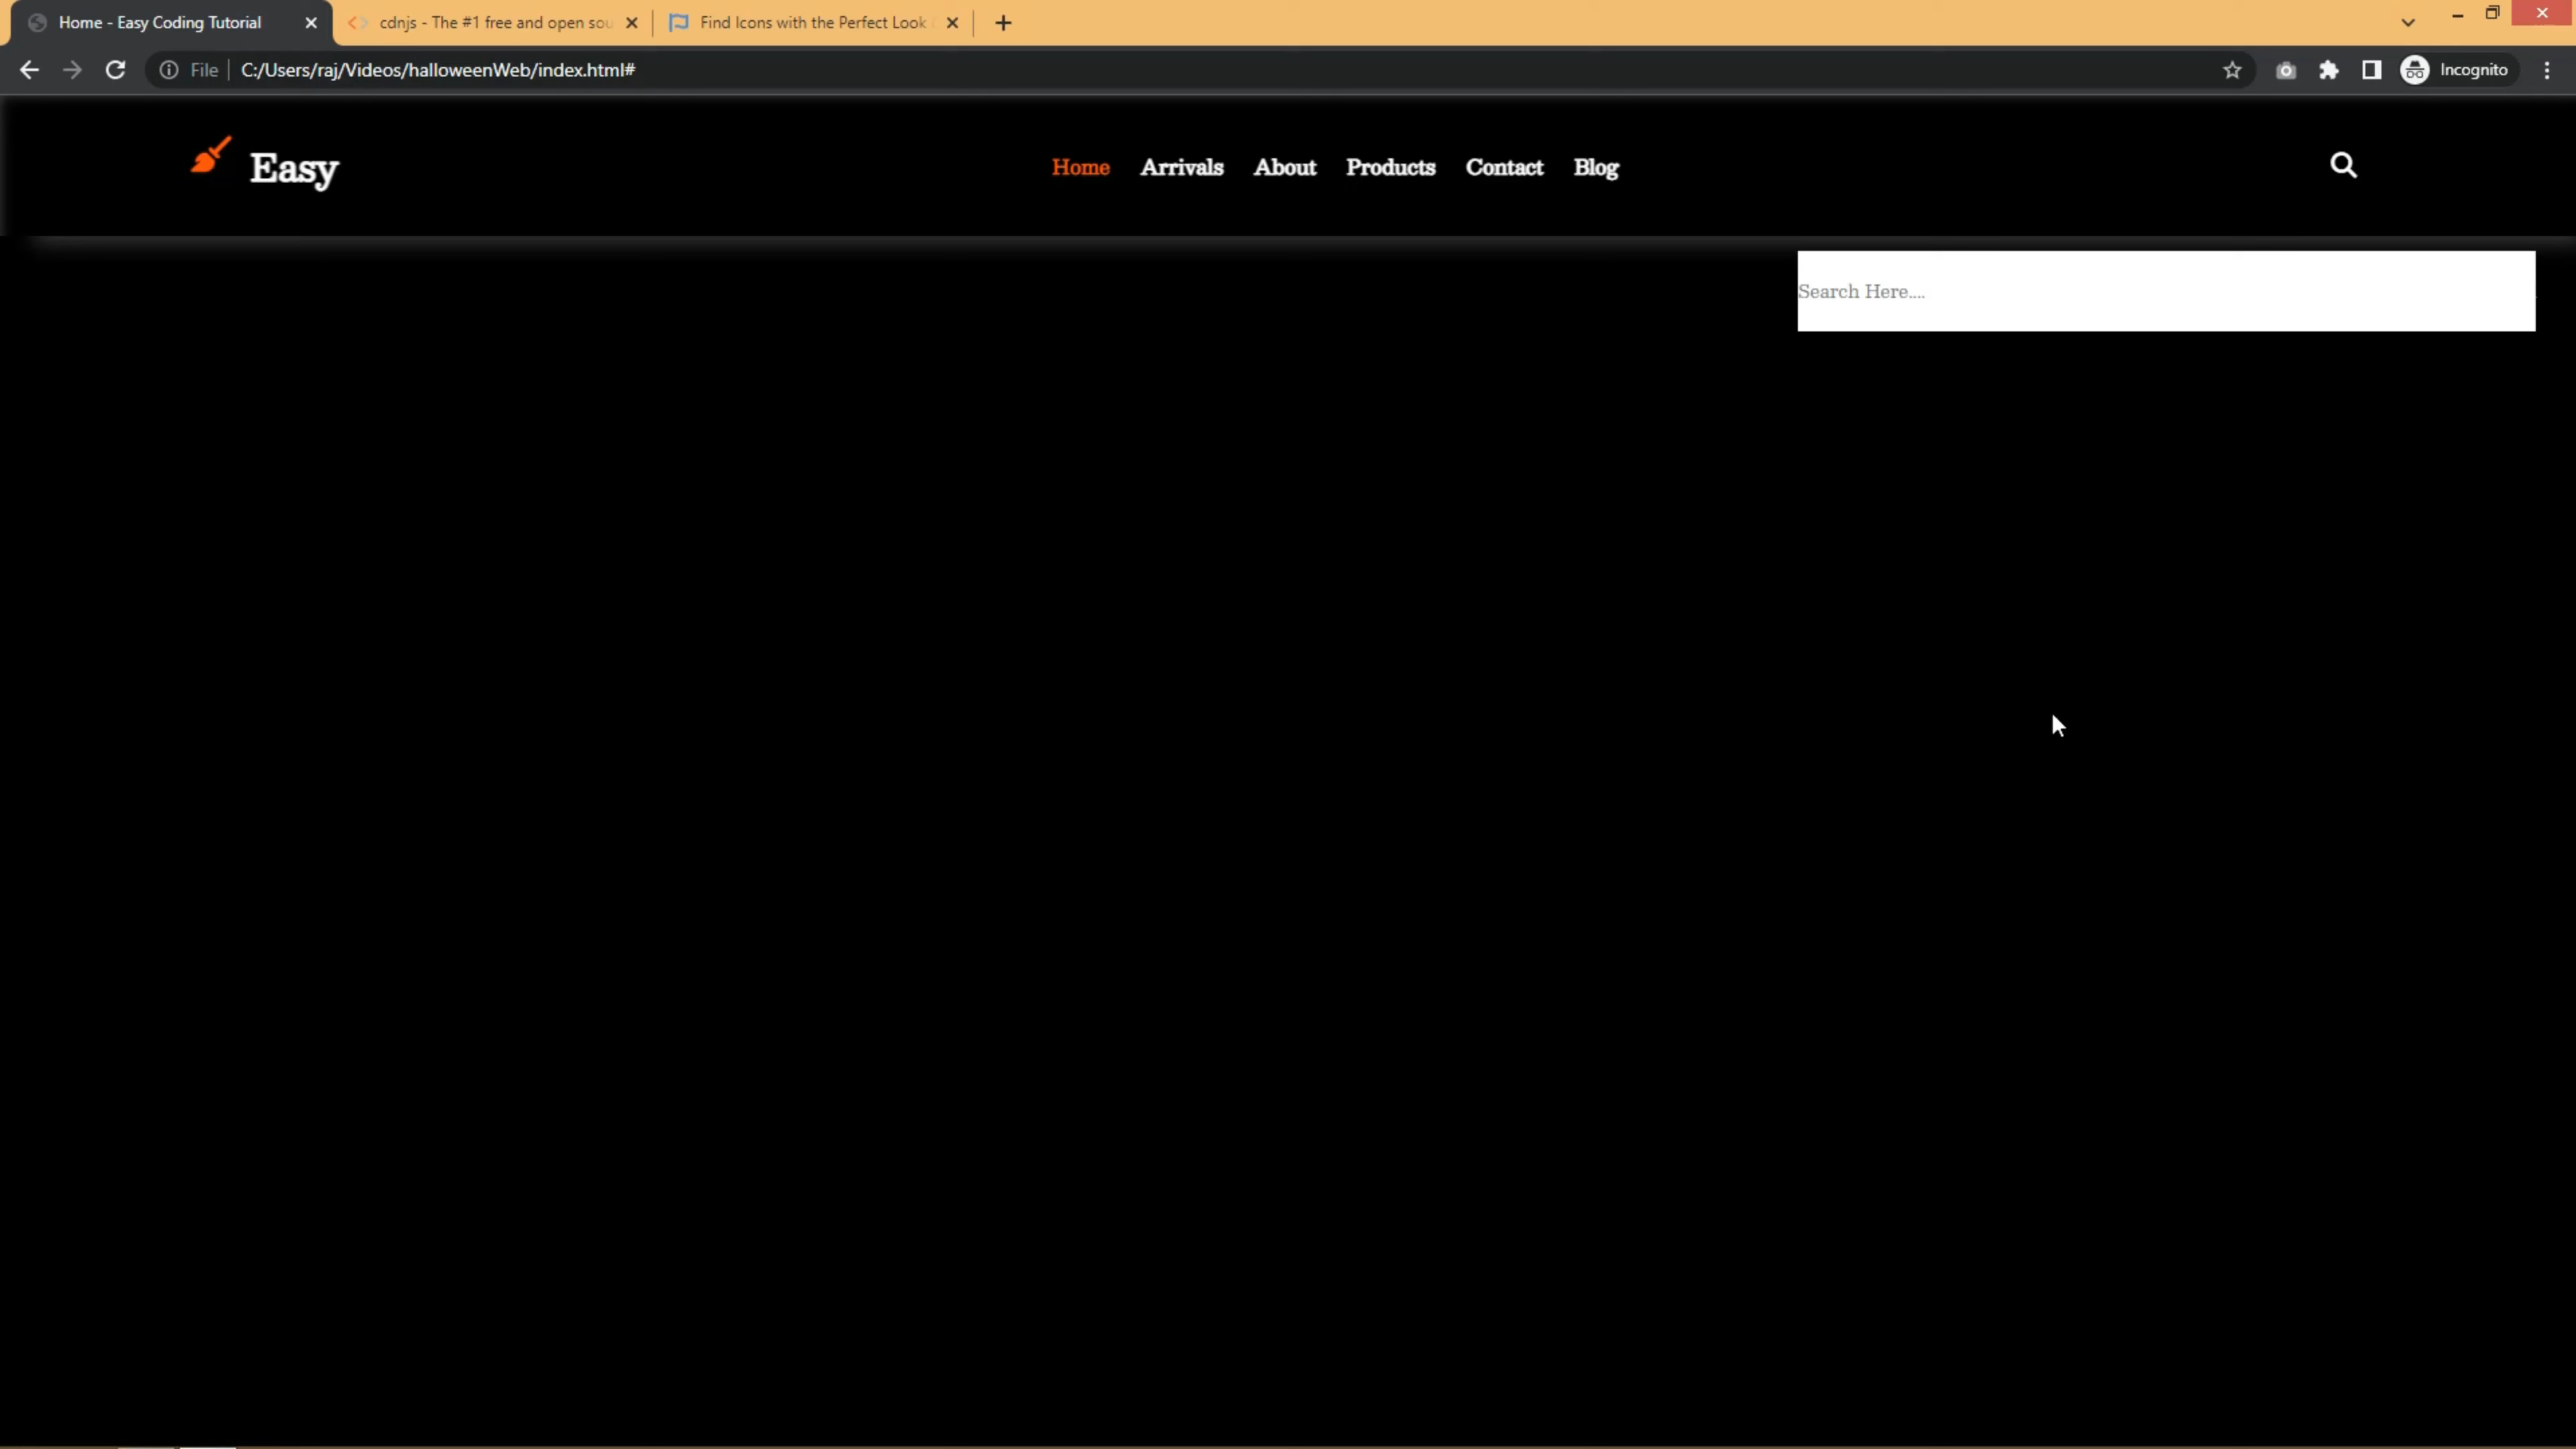 Home - Easy Coding Tutorial
cdnjs - The #1 free and open sou
Find Icons with the Perfect Look
File
C:/Users/raj/Videos/halloweenWeb/index.html#
Incognito
Easy
Home Arrivals About Products Contact Blog
Search Here....